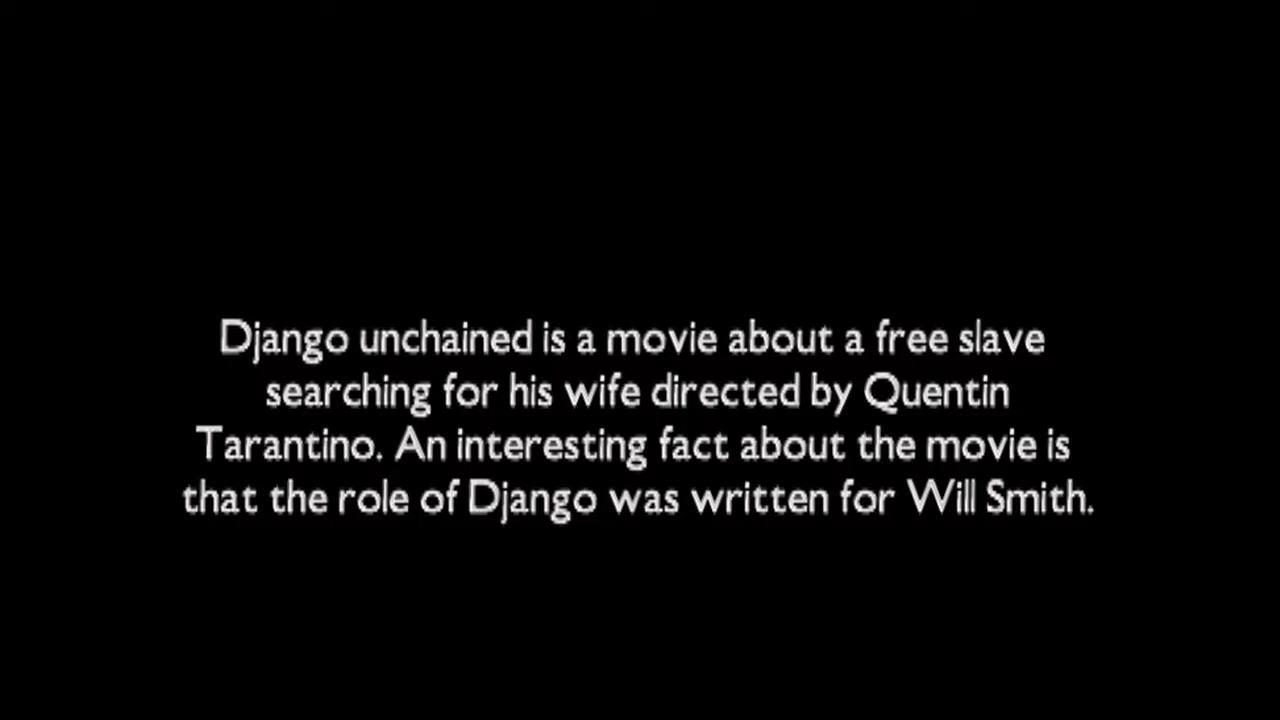 Django unchained is a movie about a free slave
searching for his wife directed by Quentin
Tarantino. An interesting fact about the movie is
that the role of Django was written for Will Smith.